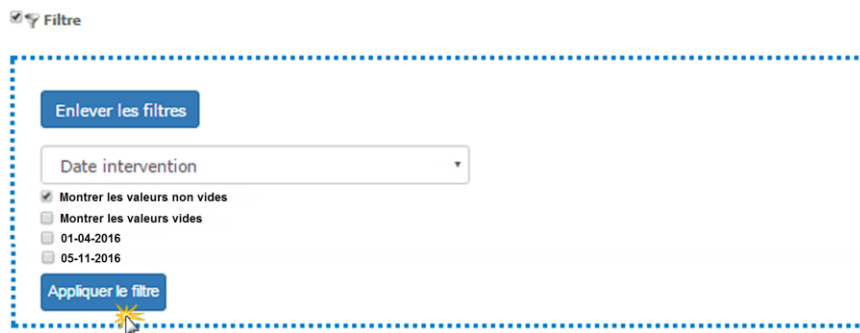 Filtre
Enlever les filtres
Date intervention
Montrer les valeurs non vides
Montrer les valeurs vides
01-04-2016
05-11-2016
Appliquer le filtre